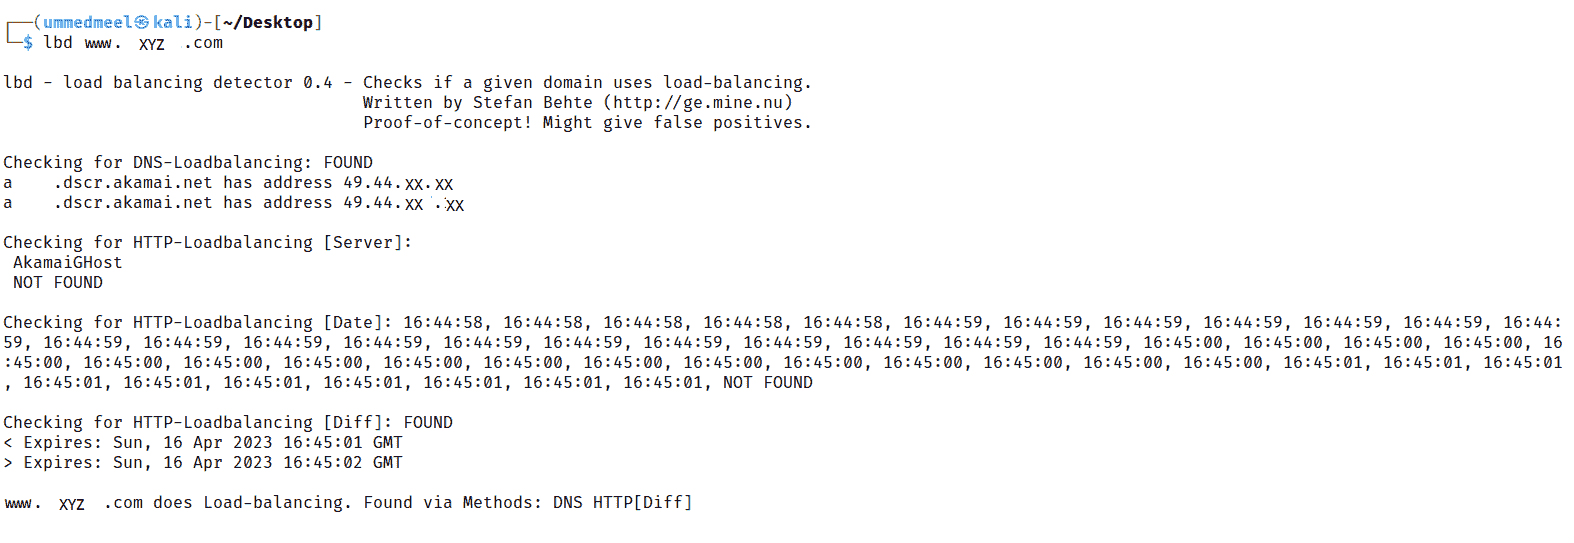 ┌──(ummedmeel㉿kali)-[~/Desktop]
└─$ lbd www. XYZ .com
lbd - load balancing detector 0.4 - Checks if a given domain uses load-balancing.
Written by Stefan Behte (http://ge.mine.nu)
Proof-of-concept! Might give false positives.
Checking for DNS-Loadbalancing: FOUND
a .dscr.akamai.net has address 49.44.XX.XX
a .dscr.akamai.net has address 49.44.XX .XX
Checking for HTTP-Loadbalancing [Server]:
AkamaiGHost
NOT FOUND
Checking for HTTP-Loadbalancing [Date]: 16:44:58, 16:44:58, 16:44:58, 16:44:58, 16:44:58, 16:44:59, 16:44:59, 16:44:59, 16:44:59, 16:44:59, 16:44:59, 16:44:
59, 16:44:59, 16:44:59, 16:44:59, 16:44:59, 16:44:59, 16:44:59, 16:44:59, 16:44:59, 16:44:59, 16:44:59, 16:45:00, 16:45:00, 16:45:00, 16:45:00, 16
:45:00, 16:45:00, 16:45:00, 16:45:00, 16:45:00, 16:45:00, 16:45:00, 16:45:00, 16:45:00, 16:45:00, 16:45:00, 16:45:00, 16:45:00, 16:45:01, 16:45:01, 16:45:01
, 16:45:01, 16:45:01, 16:45:01, 16:45:01, 16:45:01, 16:45:01, 16:45:01, NOT FOUND
Checking for HTTP-Loadbalancing [Diff]: FOUND
< Expires: Sun, 16 Apr 2023 16:45:01 GMT
> Expires: Sun, 16 Apr 2023 16:45:02 GMT
www. XYZ .com does Load-balancing. Found via Methods: DNS HTTP[Diff]